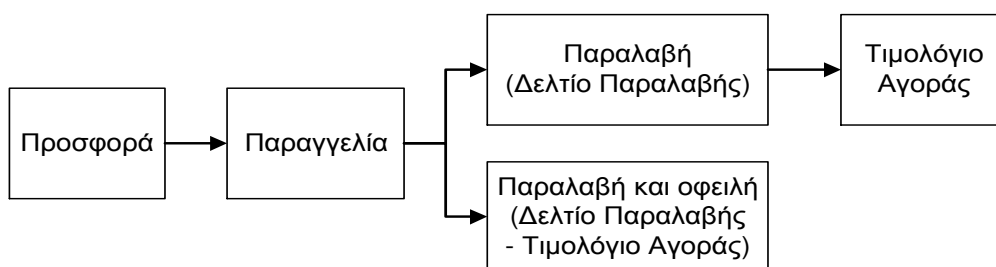 Προσφορά
Παραγγελία
Παραλαβή
(Δελτίο Παραλαβής)
Τιμολόγιο
Αγοράς
Παραλαβή και οφειλή
(Δελτίο Παραλαβής
- Τιμολόγιο Αγοράς)